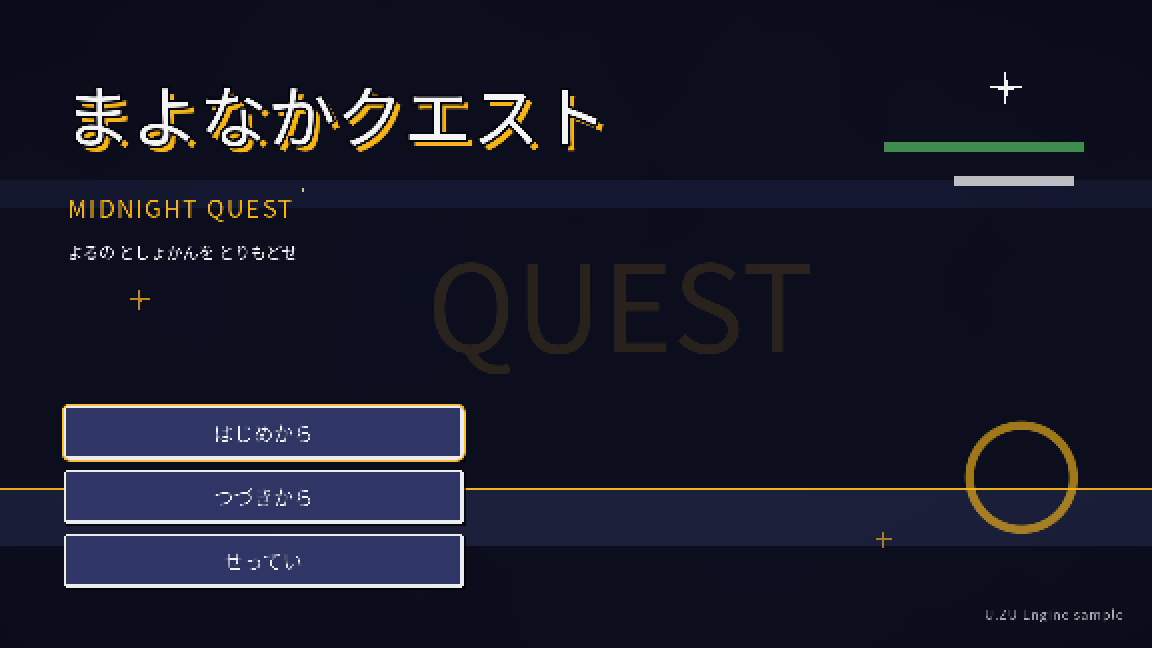 まよなかクエスト
MIDNIGHT QUEST
よるの としょかんを とりもどせ
QUEST
はじめから
つづきから
せってい
U.ZU Engine sample